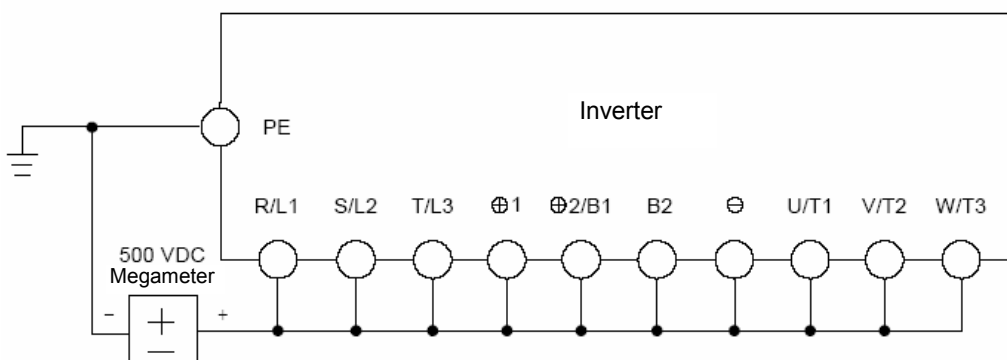 Inverter
PE
R/L1 S/L2 T/L3 ⊕1 ⊕2/B1 B2 ⊖ U/T1 V/T2 W/T3
500 VDC
Megameter
− + +
−